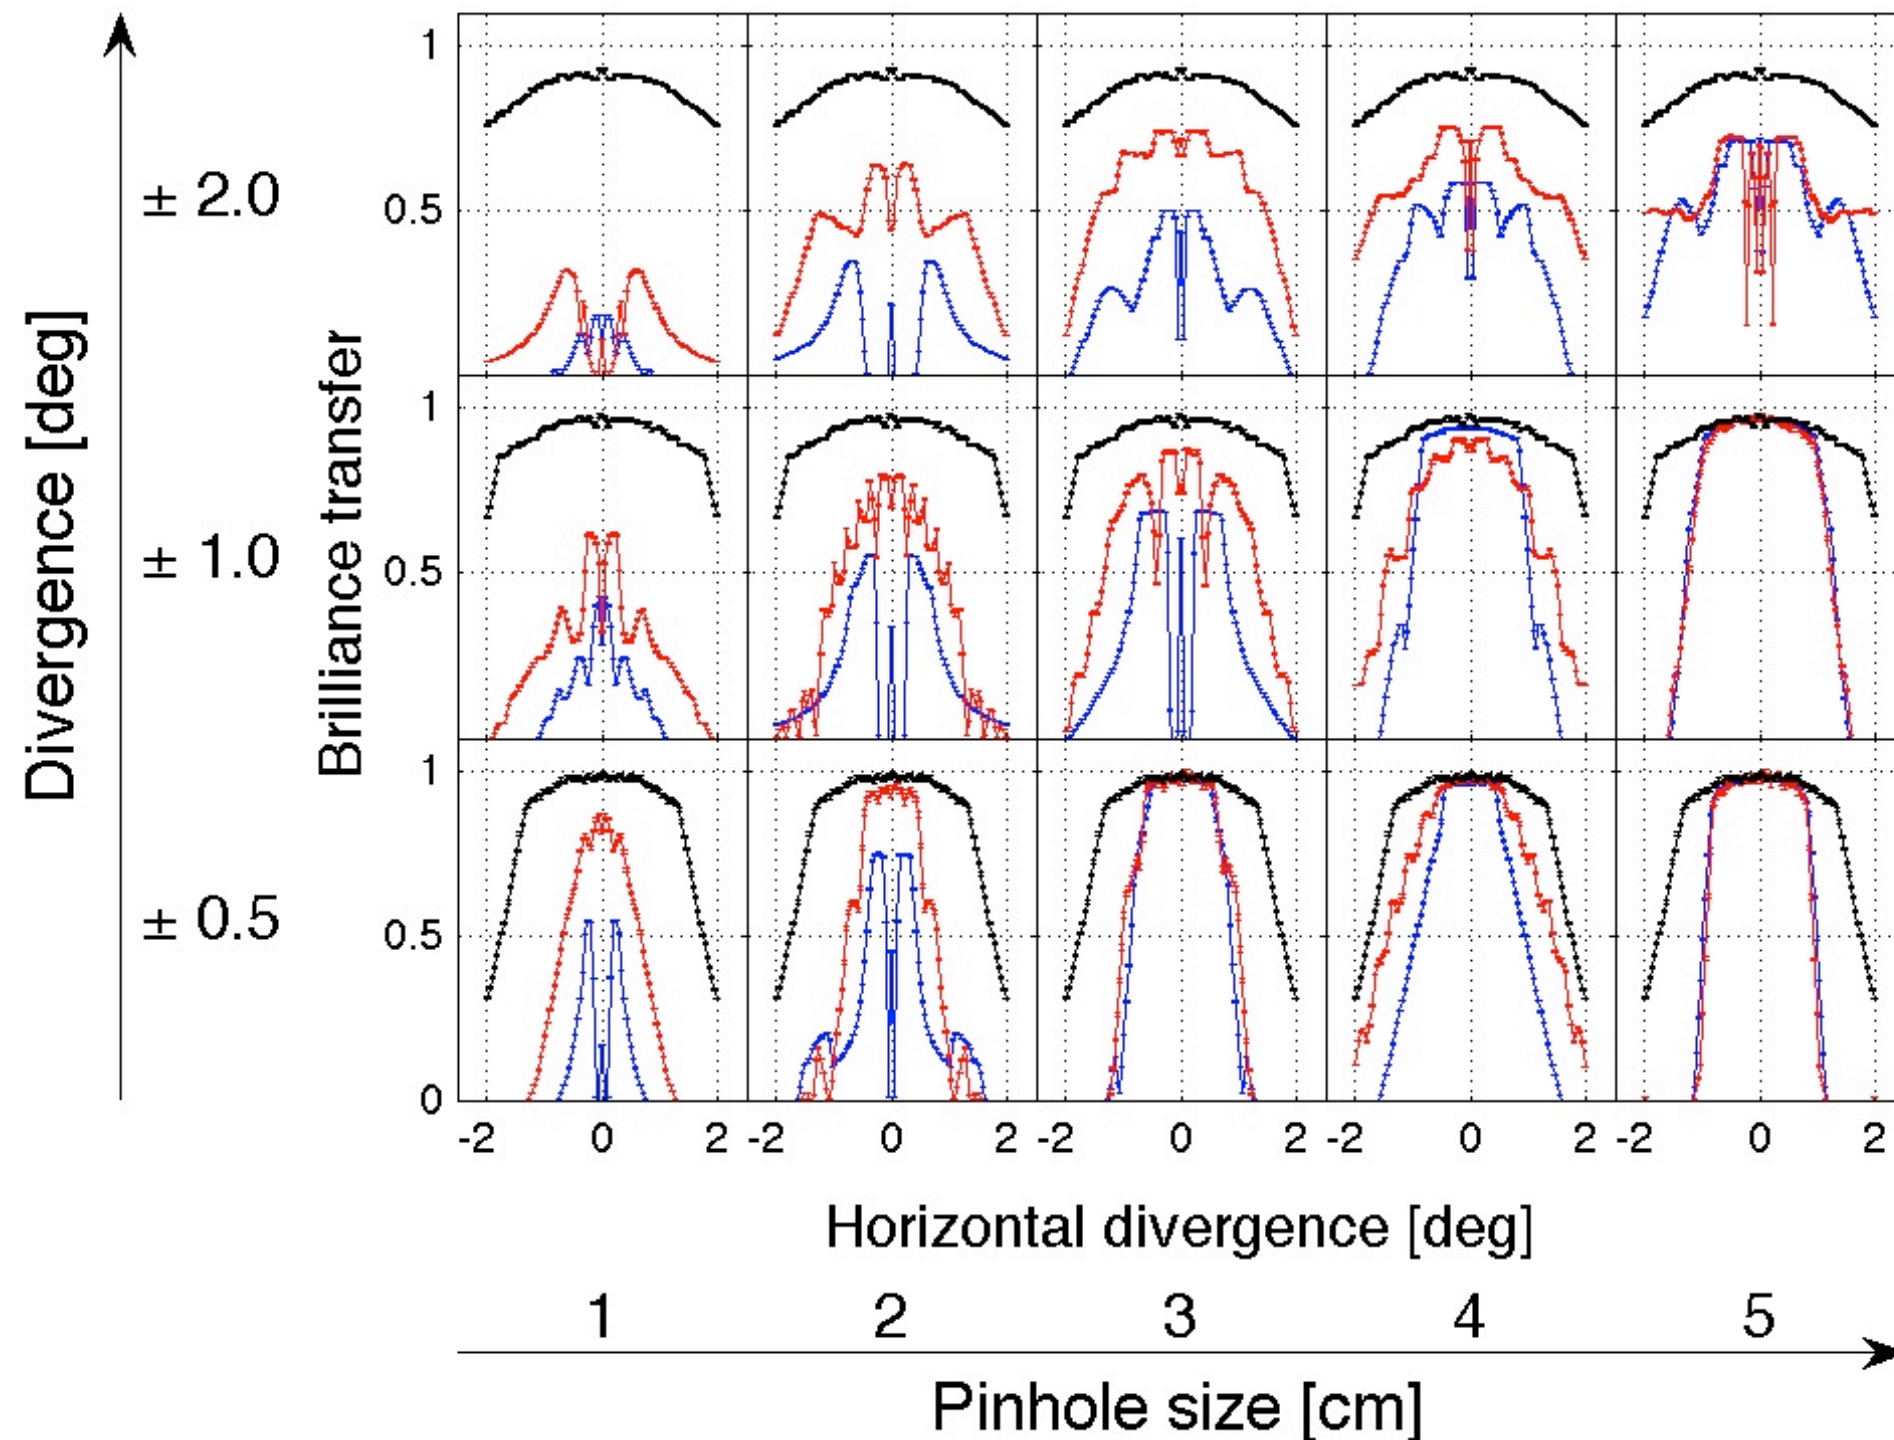 Divergence [deg]
± 2.0
± 1.0
± 0.5
Brilliance transfer
1
0.5
1
0.5
1
0.5
0
-2 0 2 -2 0 2 -2 0 2 -2 0 2 -2 0 2
Horizontal divergence [deg]
1 2 3 4 5
Pinhole size [cm]